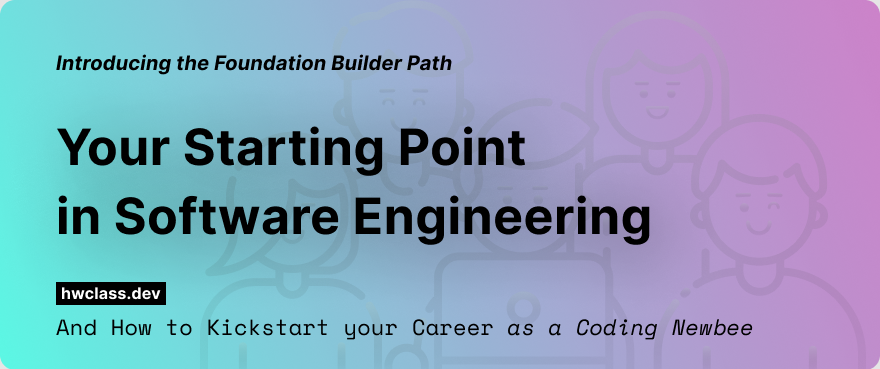 Introducing the Foundation Builder Path
Your Starting Point
in Software Engineering
hwclass.dev
And How to Kickstart your Career as a Coding Newbee